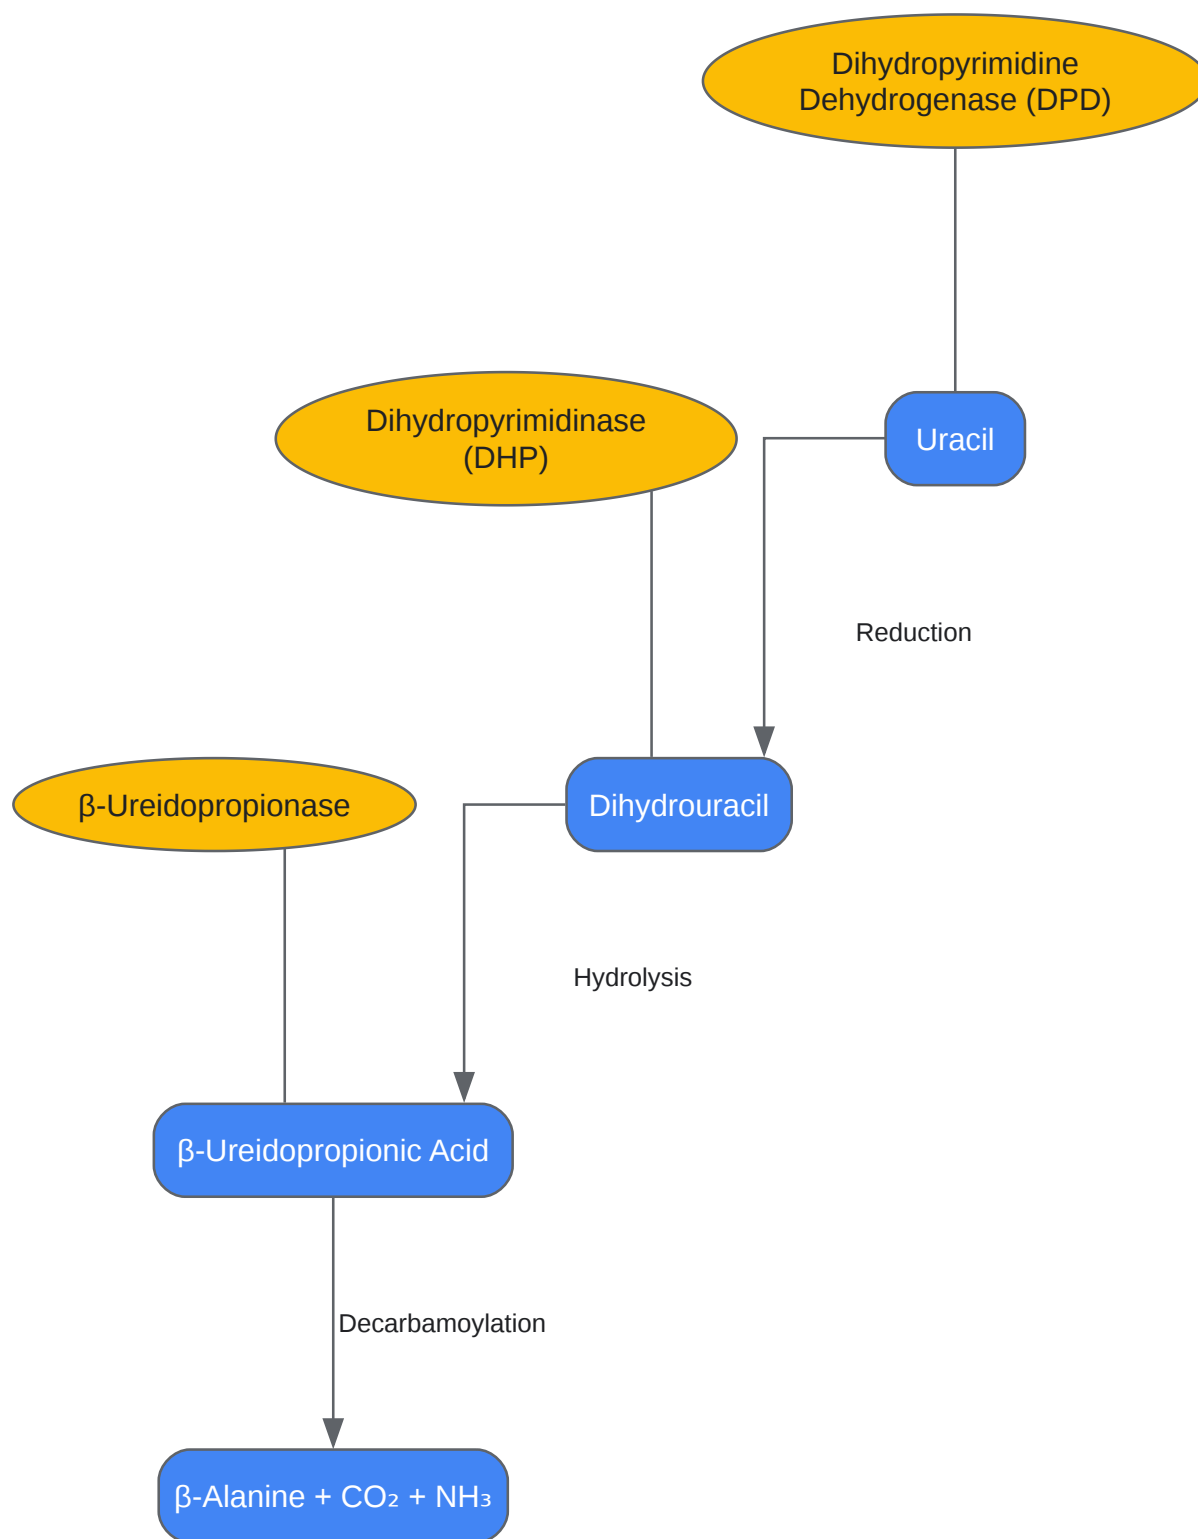 Dihydropyrimidine
Dehydrogenase (DPD)
Dihydropyrimidinase
(DHP)
Uracil
Reduction
β-Ureidopropionase
Dihydrouracil
Hydrolysis
β-Ureidopropionic Acid
Decarbamoylation
β-Alanine + CO₂ + NH₃